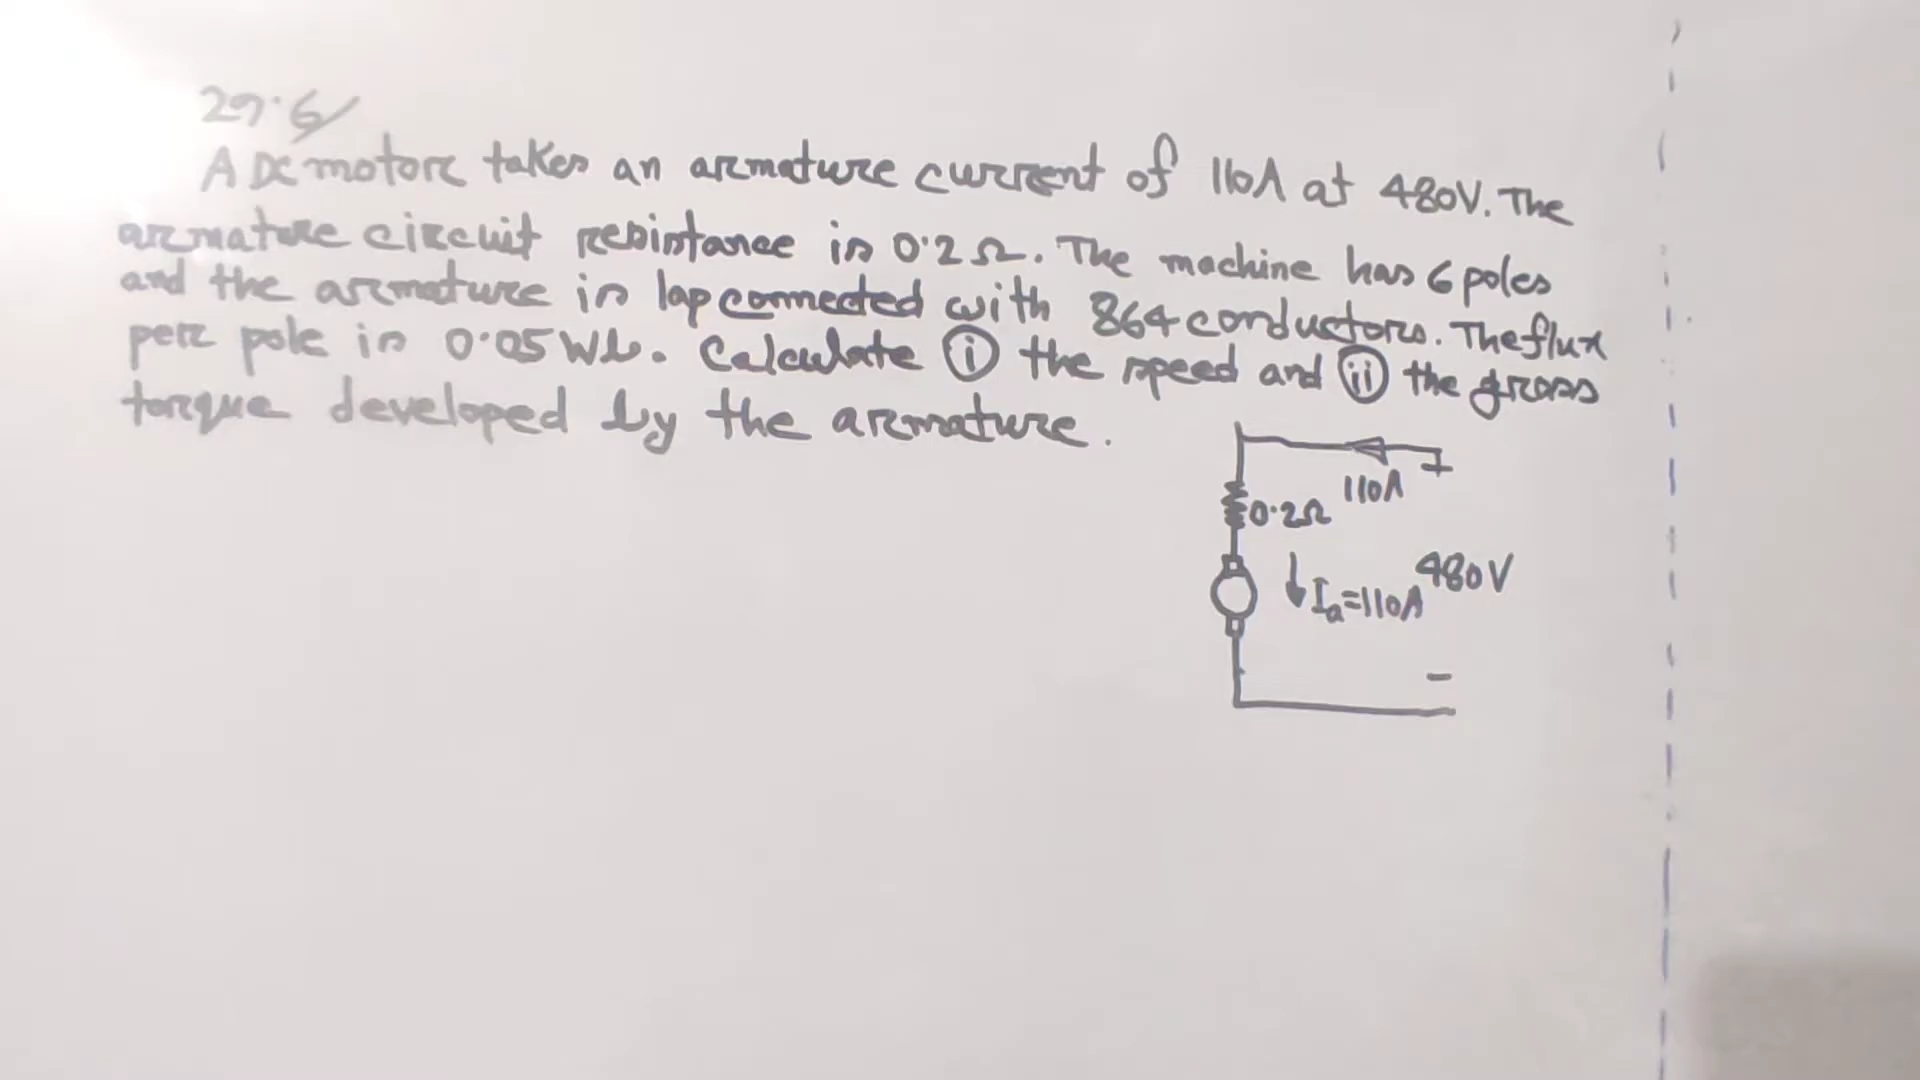 29.6/
A DC motor takes an armature current of 110A at 480V. The
armature circuit resistance is 0.2Ω. The machine has 6 poles
and the armature is lap connected with 864 conductors. The flux
per pole is 0.05 Wb. Calculate (i) the speed and (ii) the gross
torque developed by the armature.
+
110A
0.2Ω
480V
Ia=110A
-